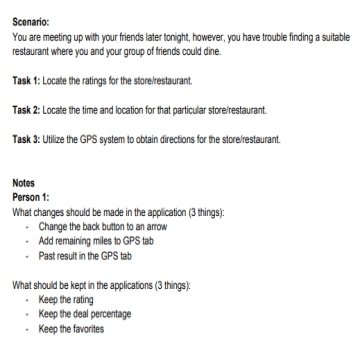 Scenario:
You are meeting up with your friends later tonight, however, you have trouble finding a suitable
restaurant where you and your group of friends could dine.
Task 1: Locate the ratings for the store/restaurant.
Task 2: Locate the time and location for that particular store/restaurant.
Task 3: Utilize the GPS system to obtain directions for the store/restaurant.
Notes
Person 1:
What changes should be made in the application (3 things):
- Change the back button to an arrow
- Add remaining miles to GPS tab
- Past result in the GPS tab
What should be kept in the applications (3 things):
- Keep the rating
- Keep the deal percentage
- Keep the favorites